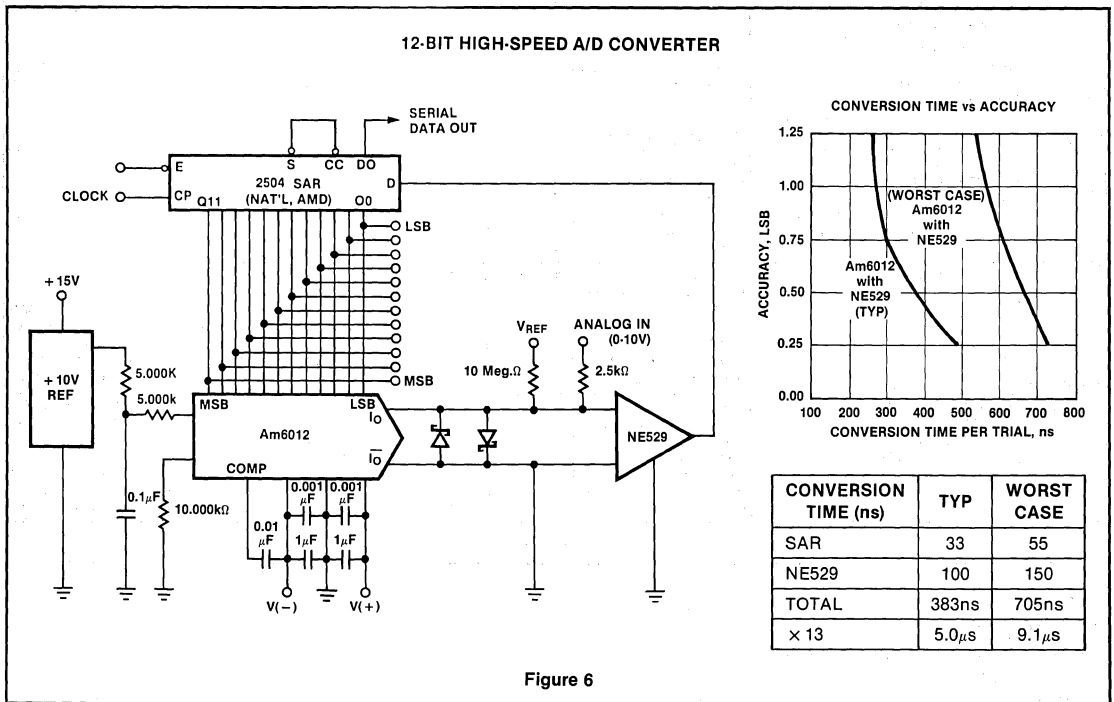 12-BIT HIGH-SPEED A/D CONVERTER
SERIAL
DATA OUT
S
CC
DO
E
2504 SAR
(NAT'L, AMD)
D
CLOCK
CP
Q11
O0
LSB
MSB
+15V
+10V
REF
5.000K
5.000k
0.1µF
10.000kΩ
MSB
LSB
Am6012
IO
IO
COMP
0.01
µF
0.001
µF
0.001
µF
1µF
1µF
V(−)
V(+)
VREF
10 Meg.Ω
ANALOG IN
(0-10V)
2.5kΩ
NE529
CONVERSION TIME vs ACCURACY
ACCURACY, LSB
1.25
1.00
0.75
0.50
0.25
0.00
(WORST CASE)
Am6012
with
NE529
Am6012
with
NE529
(TYP)
100 200 300 400 500 600 700 800
CONVERSION TIME PER TRIAL, ns
CONVERSION TIME (ns) TYP WORST CASE
SAR 33 55
NE529 100 150
TOTAL 383ns 705ns
× 13 5.0µs 9.1µs
Figure 6